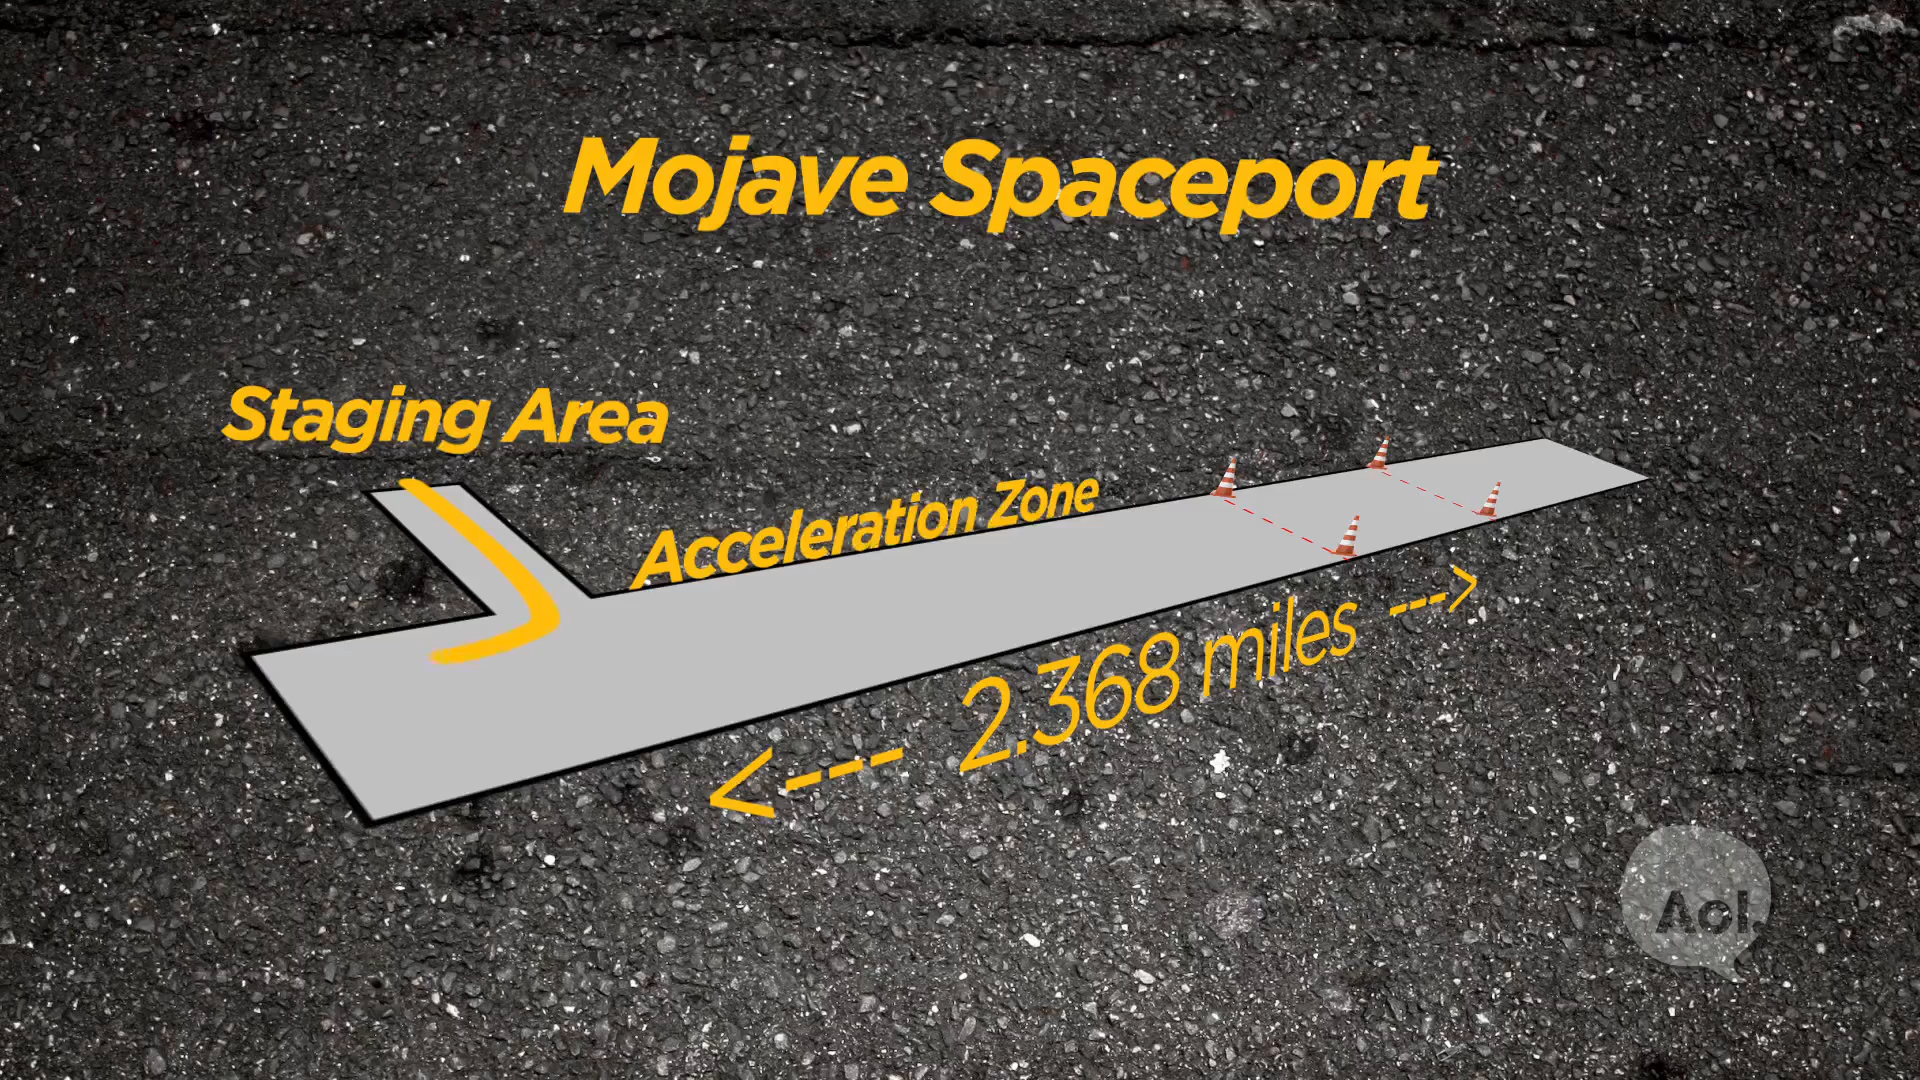 Mojave Spaceport
Staging Area
Acceleration Zone
<---- 2.368 miles --->
Aol.